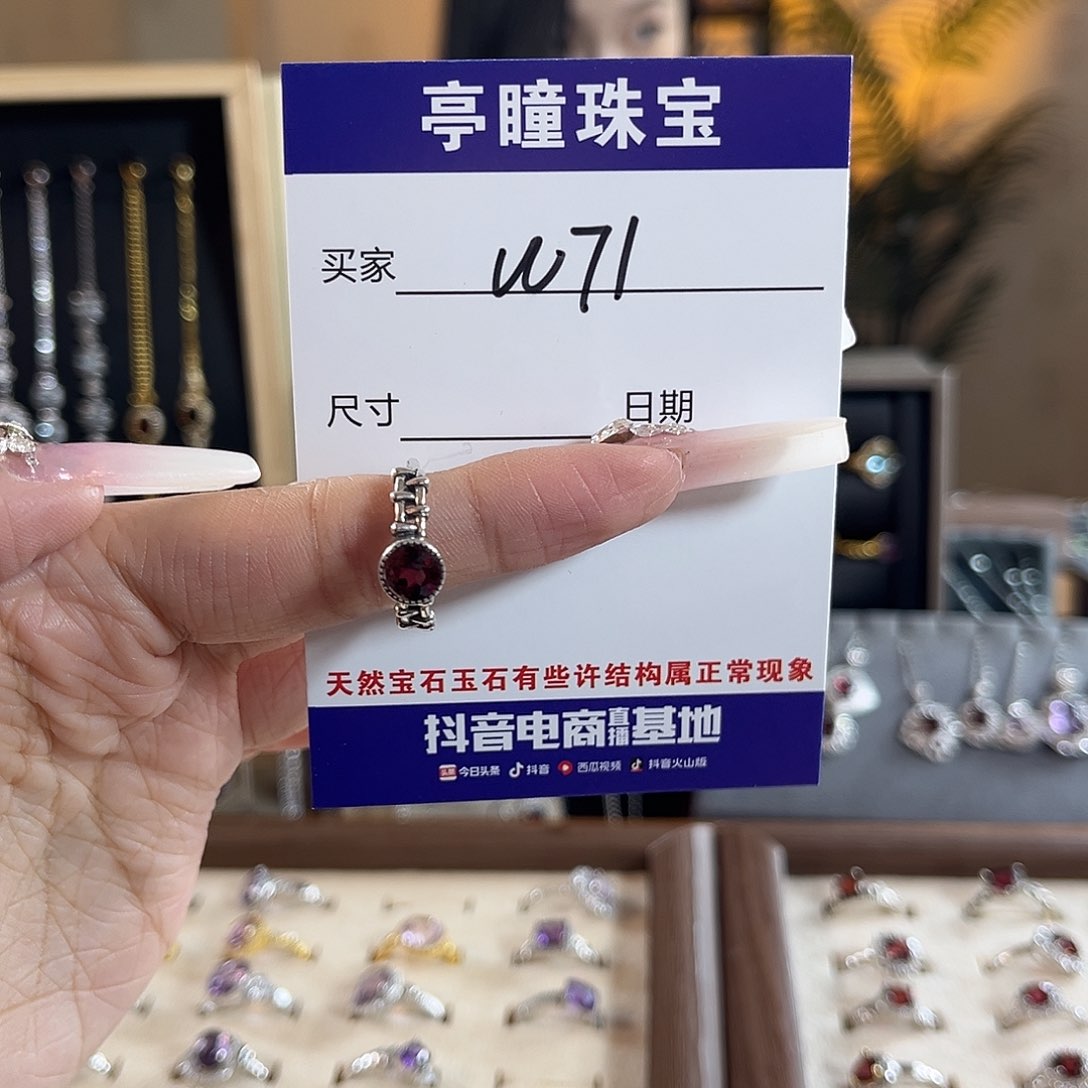 亭瞳珠宝
买家 W71
尺寸 日期
天然宝石玉石有些许结构属正常现象
抖音电商直播基地
头条 今日头条 抖音 西瓜视频 抖音火山版